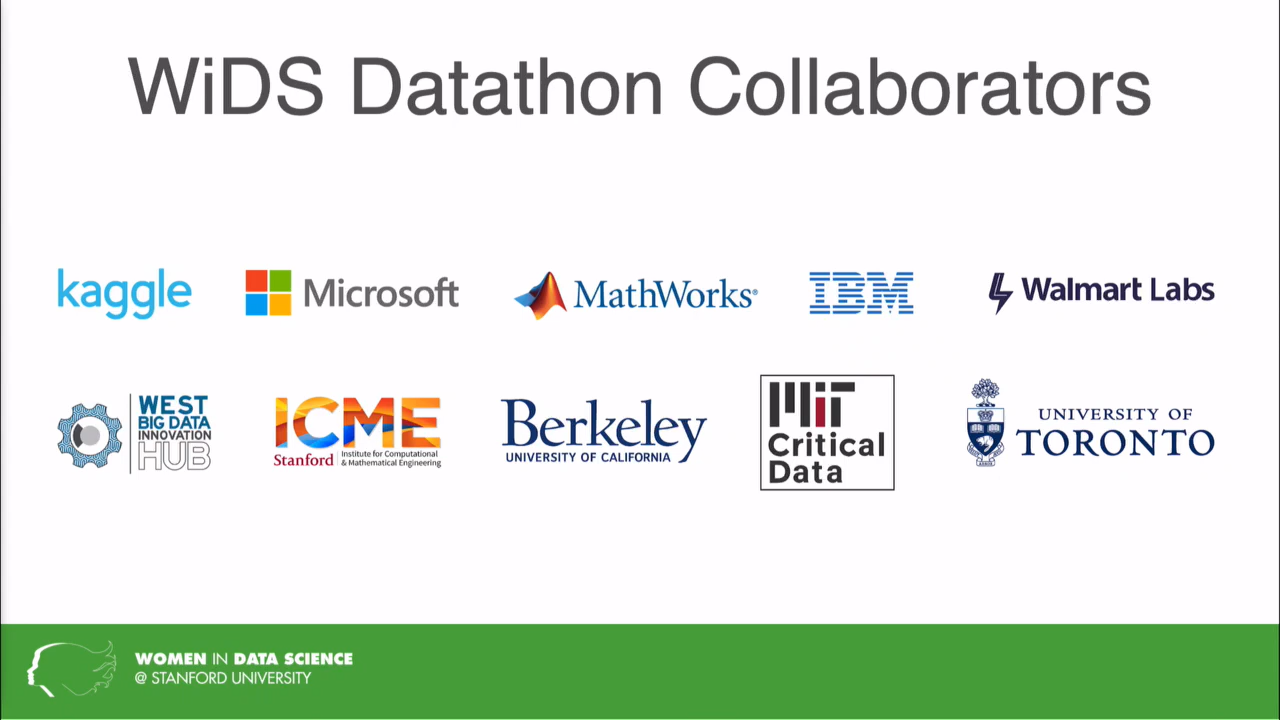 WiDS Datathon Collaborators
kaggle
Microsoft
MathWorks®
IBM
Walmart Labs
WEST
BIG DATA
INNOVATION
HUB
ICME
Stanford
Institute for Computational
& Mathematical Engineering
Berkeley
UNIVERSITY OF CALIFORNIA
MiT
Critical
Data
UNIVERSITY OF
TORONTO
WOMEN IN DATA SCIENCE
@ STANFORD UNIVERSITY